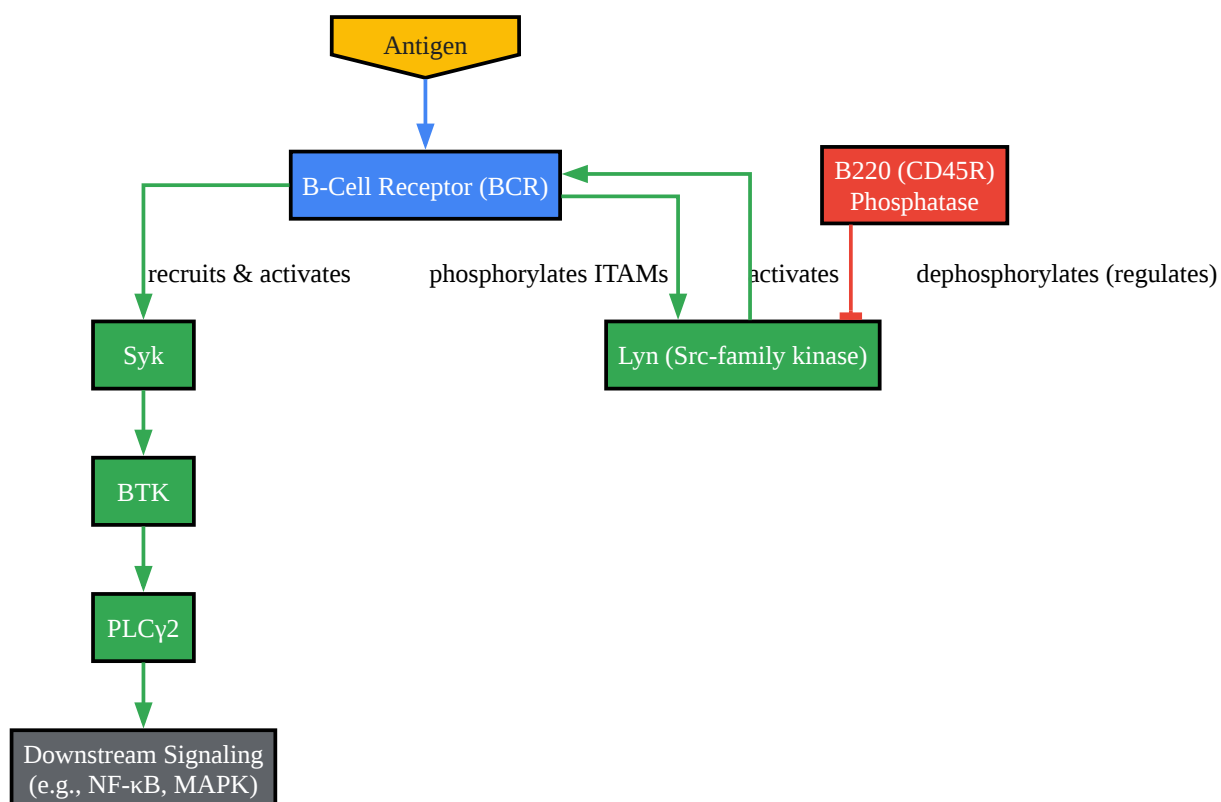 Antigen
B-Cell Receptor (BCR)
B220 (CD45R)
Phosphatase
recruits & activates
phosphorylates ITAMs
activates
dephosphorylates (regulates)
Syk
Lyn (Src-family kinase)
BTK
PLCγ2
Downstream Signaling
(e.g., NF-κB, MAPK)